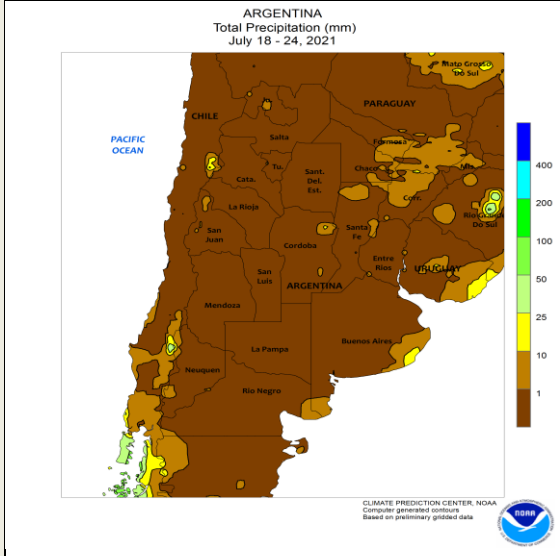 ARGENTINA
Total Precipitation (mm)
July 18 - 24, 2021
Mato Grosso
Do Sul
PARAGUAY
CHILE
PACIFIC
OCEAN
Salta
Formosa
Chaco
Mis.
Tu.
Sant.
Del.
Est.
Cata.
Corr.
La Rioja
Rio Grande
Do Sul
San
Juan
Santa
Fe
Cordoba
Entre
Rios
URUGUAY
San
Luis
ARGENTINA
Mendoza
La Pampa
Buenos Aires
Neuquen
Rio Negro
400
200
100
50
25
10
1
CLIMATE PREDICTION CENTER, NOAA
Computer generated contours
Based on preliminary gridded data
NOAA